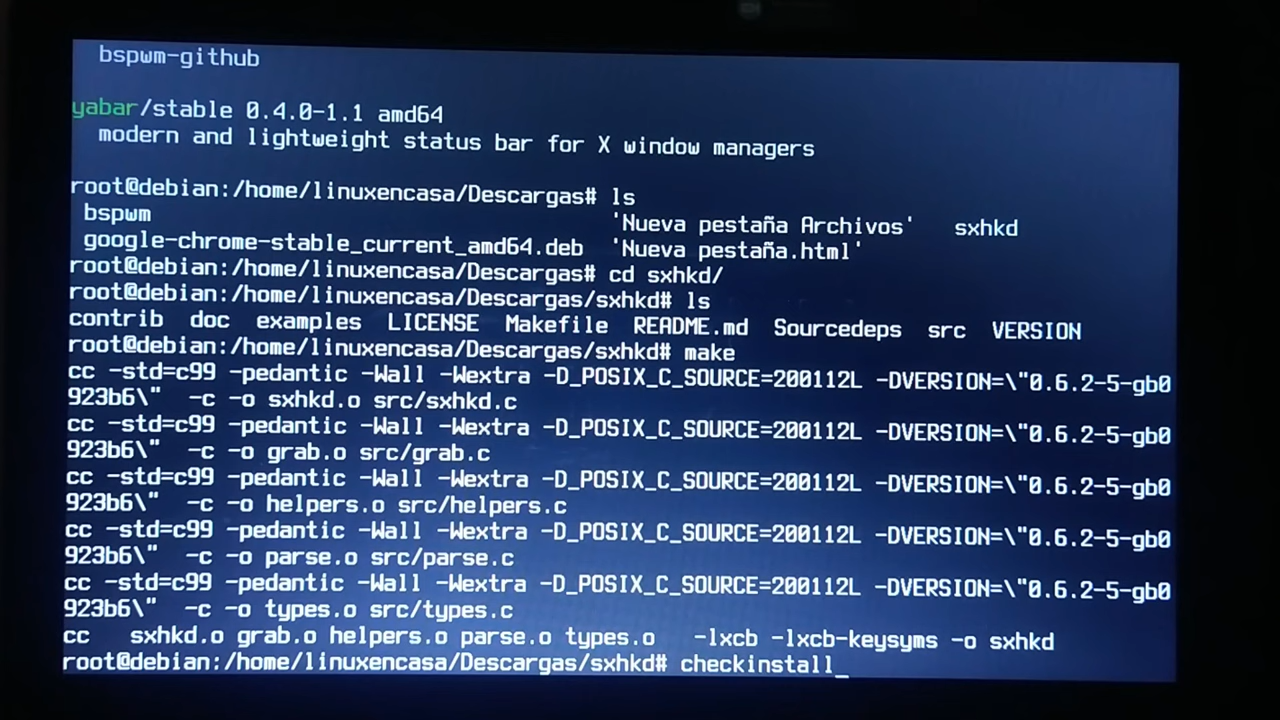 bspwm-github
yabar/stable 0.4.0-1.1 amd64
modern and lightweight status bar for X window managers
root@debian:/home/linuxencasa/Descargas# ls
bspwm 'Nueva pestaña Archivos' sxhkd
google-chrome-stable_current_amd64.deb 'Nueva pestaña.html'
root@debian:/home/linuxencasa/Descargas# cd sxhkd/
root@debian:/home/linuxencasa/Descargas/sxhkd# ls
contrib doc examples LICENSE Makefile README.md Sourcedeps src VERSION
root@debian:/home/linuxencasa/Descargas/sxhkd# make
cc -std=c99 -pedantic -Wall -Wextra -D_POSIX_C_SOURCE=200112L -DVERSION=\"0.6.2-5-gb0
923b6\" -c -o sxhkd.o src/sxhkd.c
cc -std=c99 -pedantic -Wall -Wextra -D_POSIX_C_SOURCE=200112L -DVERSION=\"0.6.2-5-gb0
923b6\" -c -o grab.o src/grab.c
cc -std=c99 -pedantic -Wall -Wextra -D_POSIX_C_SOURCE=200112L -DVERSION=\"0.6.2-5-gb0
923b6\" -c -o helpers.o src/helpers.c
cc -std=c99 -pedantic -Wall -Wextra -D_POSIX_C_SOURCE=200112L -DVERSION=\"0.6.2-5-gb0
923b6\" -c -o parse.o src/parse.c
cc -std=c99 -pedantic -Wall -Wextra -D_POSIX_C_SOURCE=200112L -DVERSION=\"0.6.2-5-gb0
923b6\" -c -o types.o src/types.c
cc sxhkd.o grab.o helpers.o parse.o types.o -lxcb -lxcb-keysyms -o sxhkd
root@debian:/home/linuxencasa/Descargas/sxhkd# checkinstall_